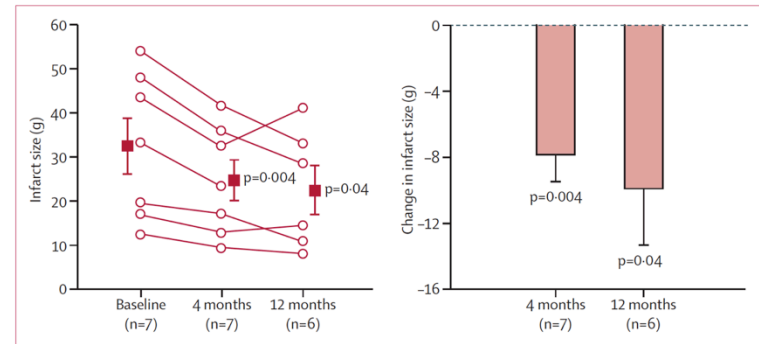 60
50
40
30
20
10
0
Infarct size (g)
p=0·004
p=0·04
Baseline
(n=7)
4 months
(n=7)
12 months
(n=6)
0
−4
−8
−12
−16
Change in infarct size (g)
p=0·004
p=0·04
4 months
(n=7)
12 months
(n=6)